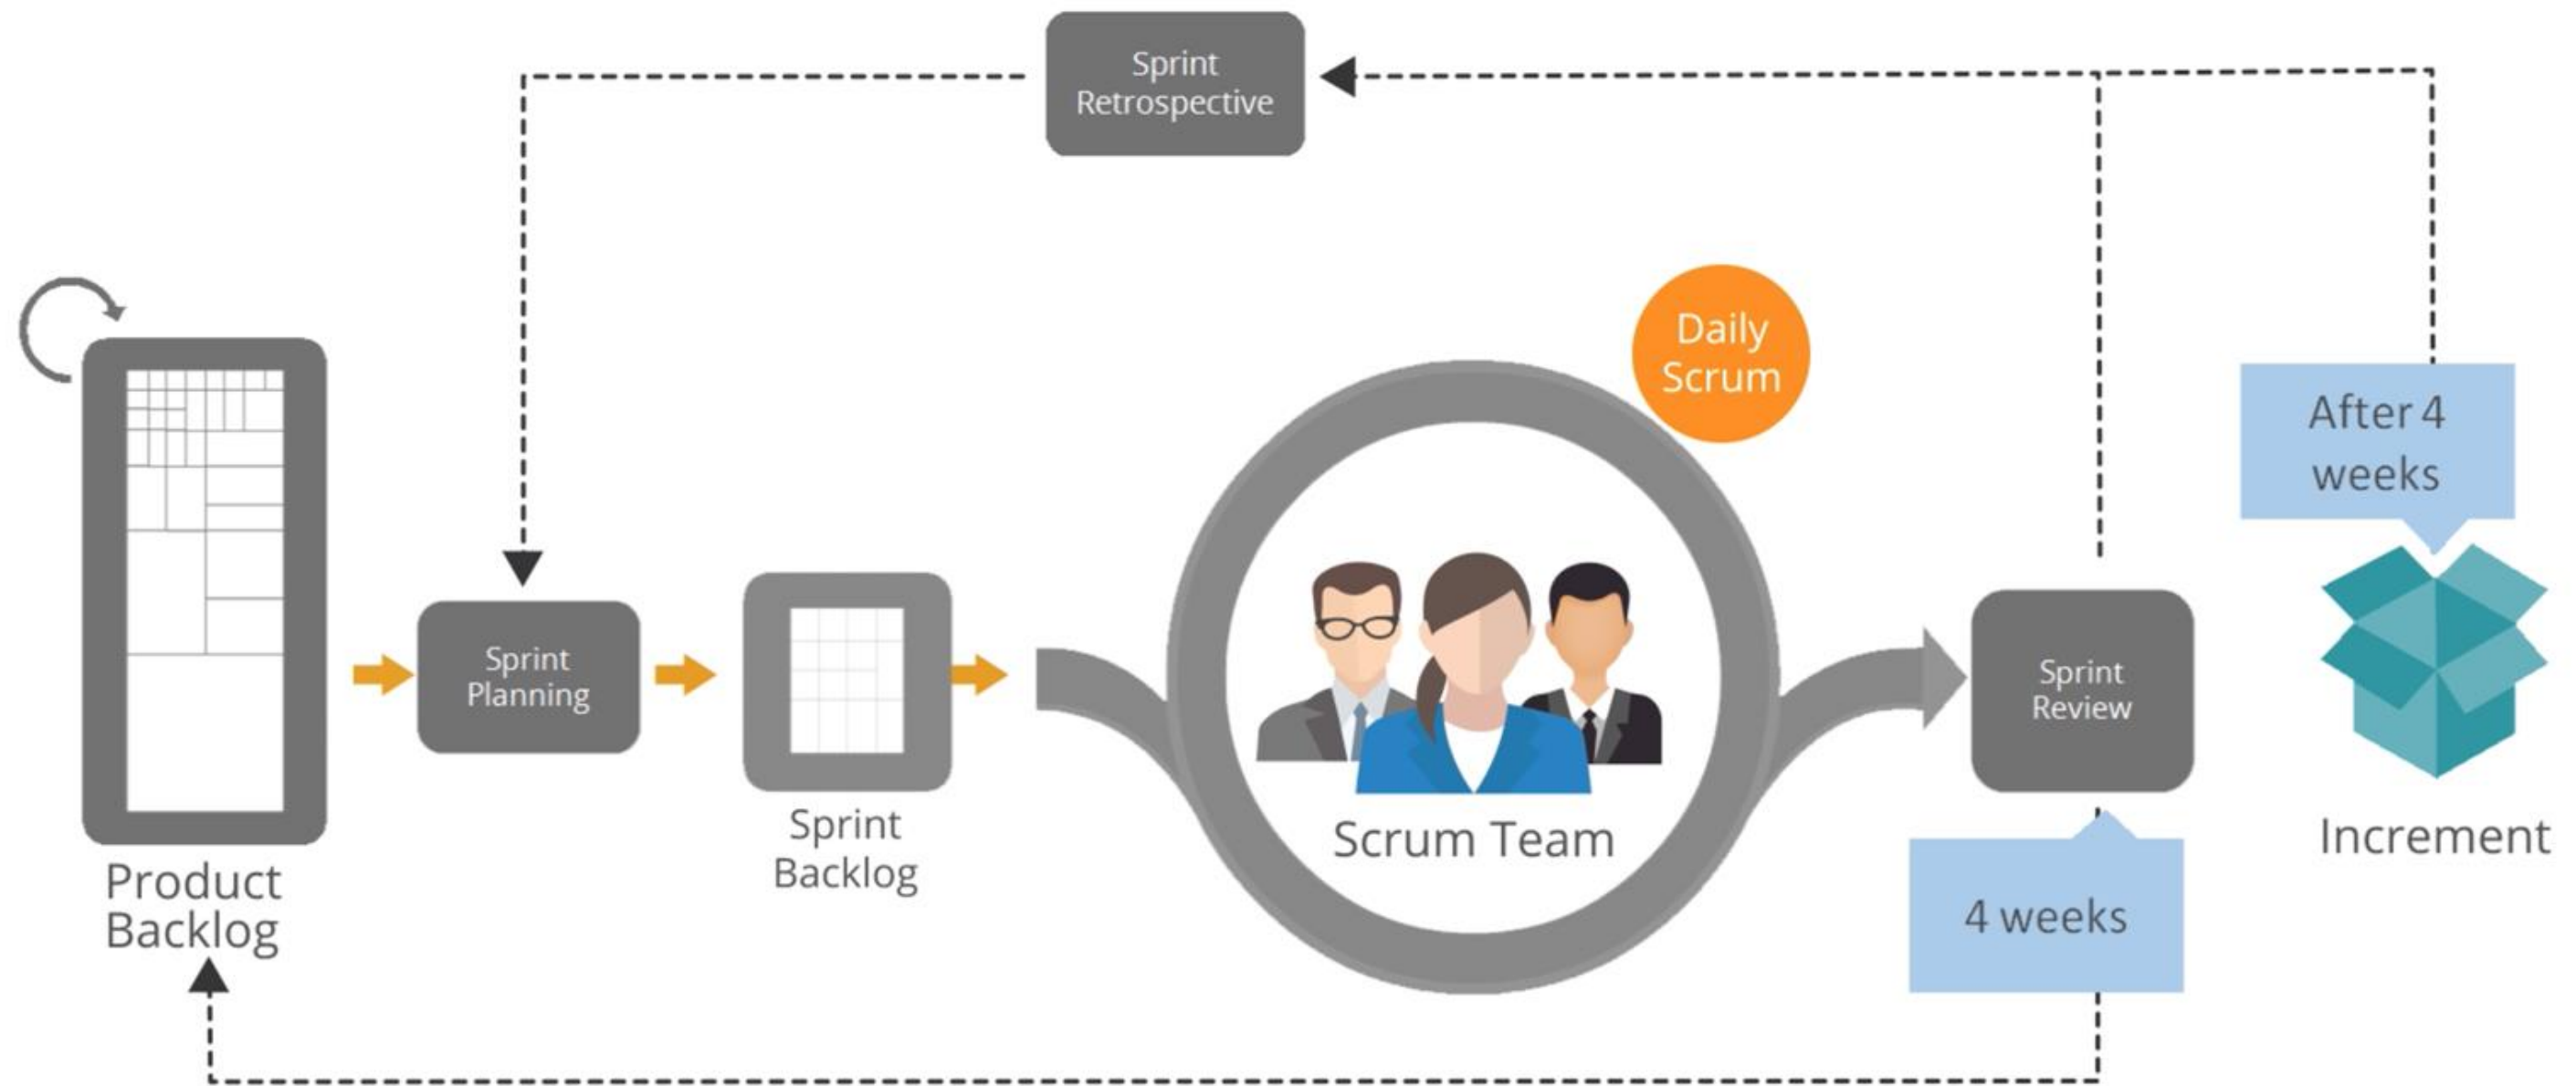 Sprint
Retrospective
Daily
Scrum
After 4
weeks
Sprint
Planning
Sprint
Review
Sprint
Backlog
Scrum Team
Increment
Product
Backlog
4 weeks